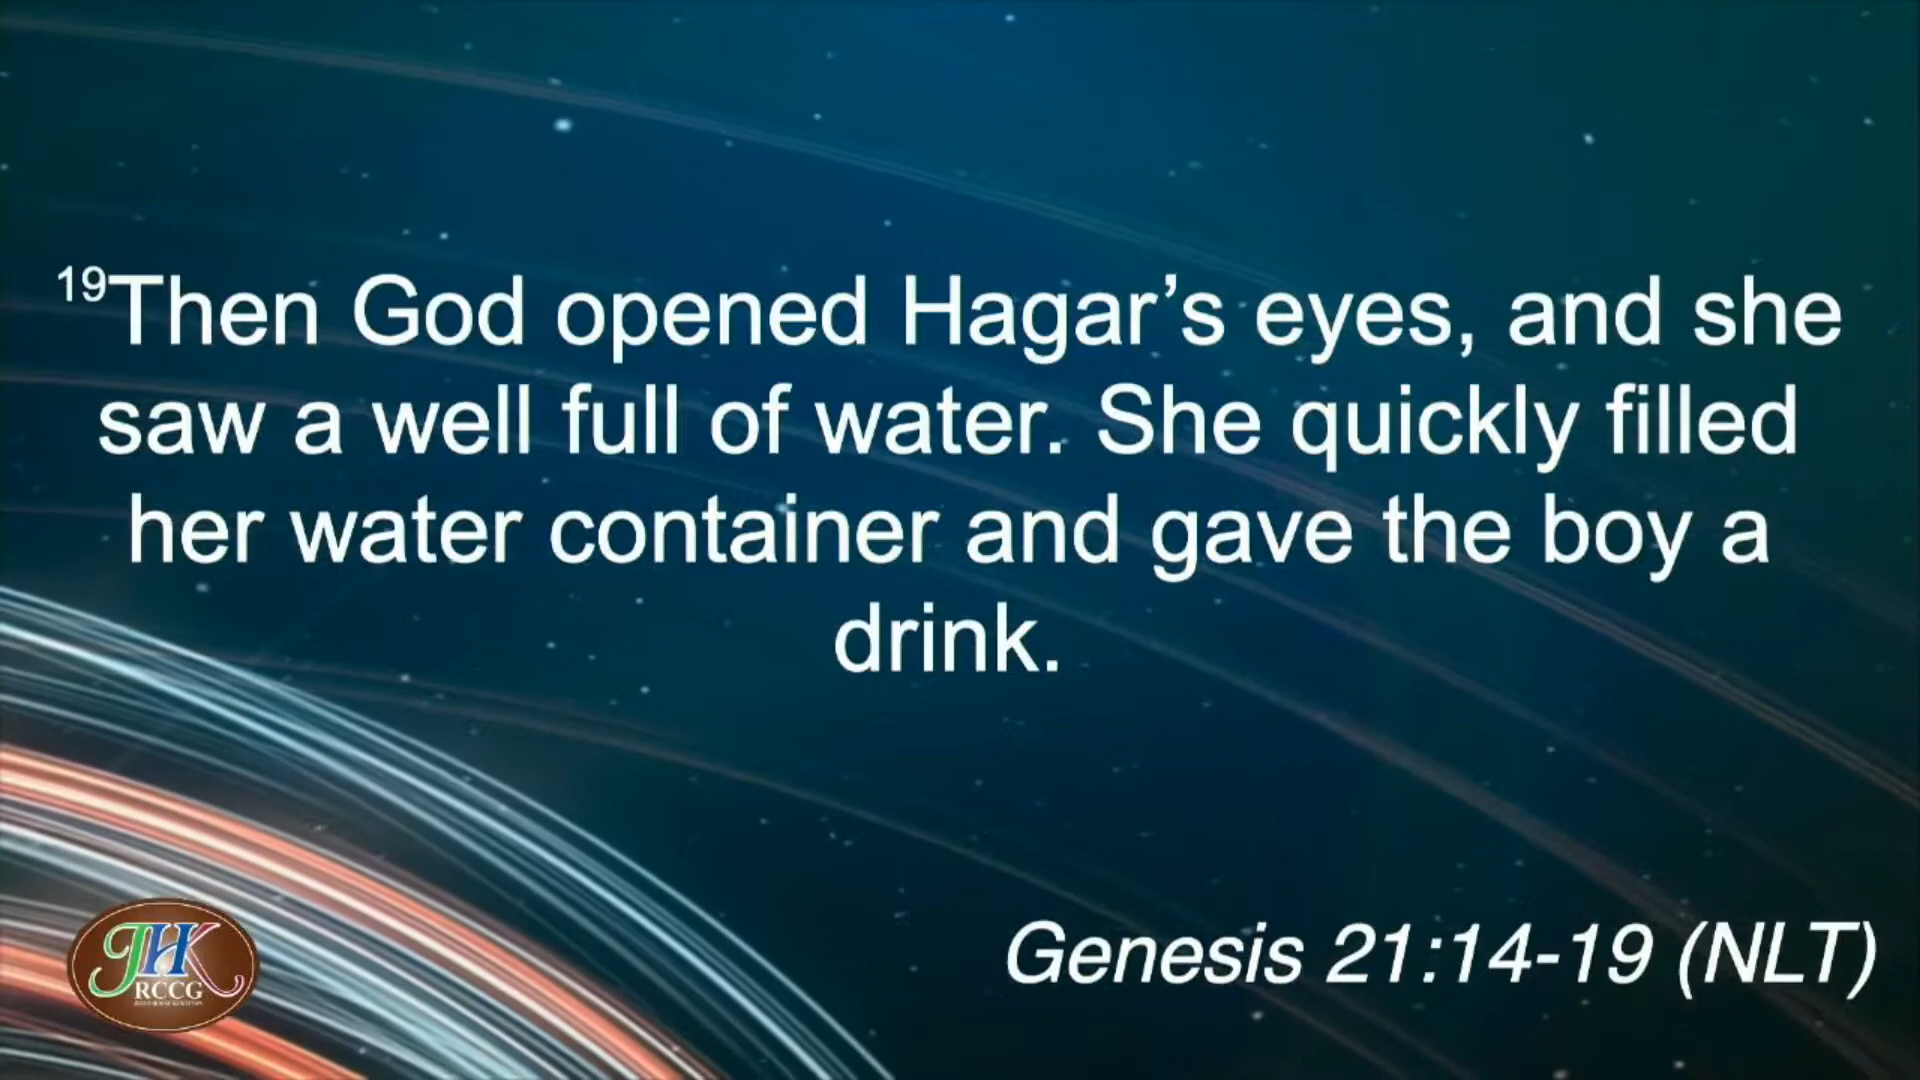 19Then God opened Hagar’s eyes, and she
saw a well full of water. She quickly filled
her water container and gave the boy a
drink.
Genesis 21:14-19 (NLT)
JHK
RCCG